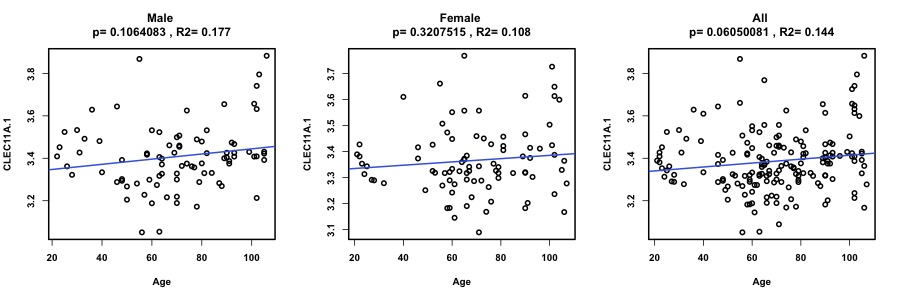 Male
p= 0.1064083 , R2= 0.177
CLEC11A.1
3.8
3.6
3.4
3.2
20 40 60 80 100
Age
Female
p= 0.3207515 , R2= 0.108
CLEC11A.1
3.7
3.6
3.5
3.4
3.3
3.2
3.1
20 40 60 80 100
Age
All
p= 0.06050081 , R2= 0.144
CLEC11A.1
3.8
3.6
3.4
3.2
20 40 60 80 100
Age